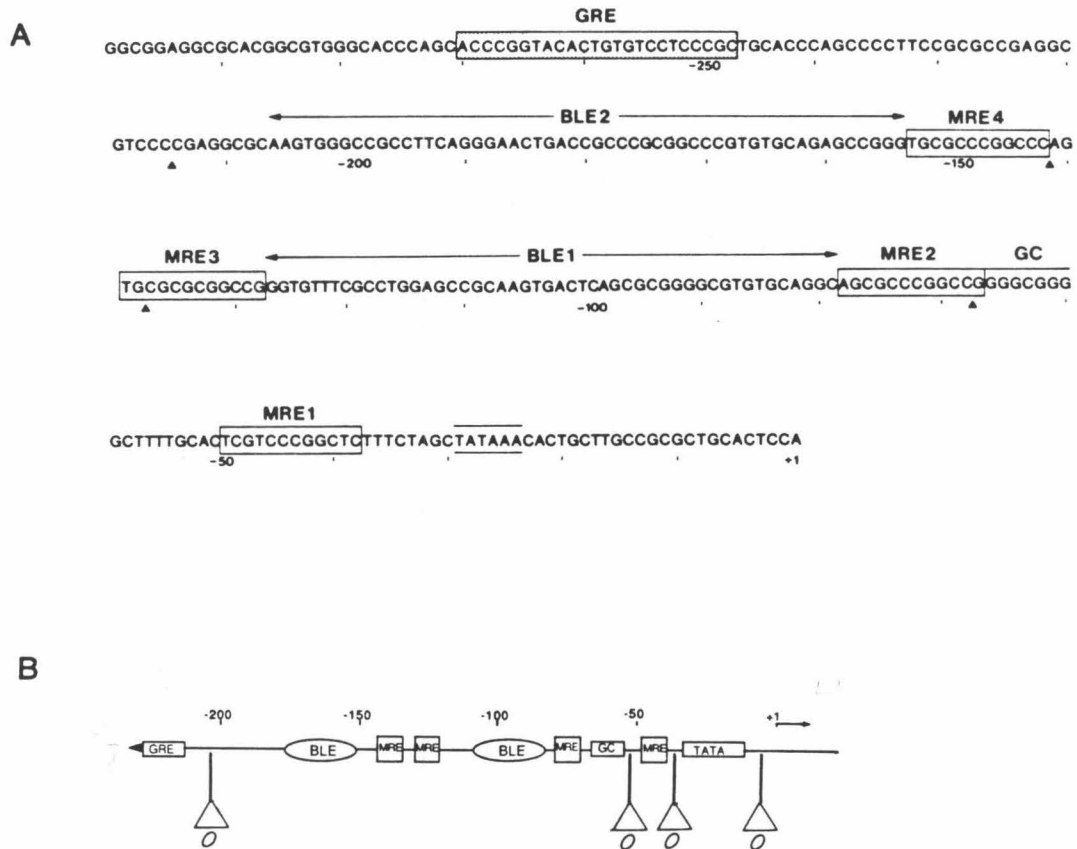 A
GRE
GGCGGAGGCGCACGGCGTGGGCACCCAGCACCCGGTACACTGTGTCCTCCCGCTGCACCCAGCCCCTTCCGCGCCGAGGC
-250
BLE2 MRE4
GTCCCCGAGGCGCAAGTGGGCCGCCTTCAGGGAACTGACCGCCCGCGGCCCGTGTGCAGAGCCGGGTGCGCCCGGCCCAG
-200 -150
MRE3 BLE1 MRE2 GC
TGCGCGCGGCCGGGTGTTTCGCCTGGAGCCGCAAGTGACTCAGCGCGGGGCGTGTGCAGGCAGCGCCCGGCCGGGGCGGG
-100
MRE1
GCTTTTGCACTCGTCCCGGCTCTTTCTAGCTATAAACACTGCTTGCCGCGCTGCACTCCA
-50 +1
B
-200 -150 -100 -50 +1
GRE BLE MRE MRE BLE MRE GC MRE TATA
O O O O